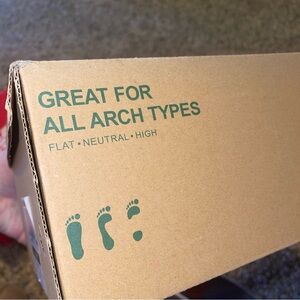 GREAT FOR
ALL ARCH TYPES
FLAT • NEUTRAL • HIGH